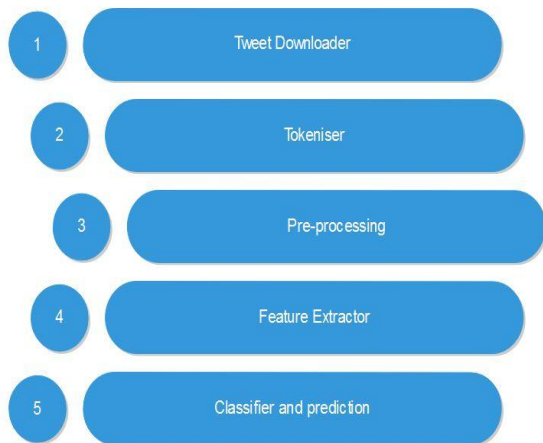 1 Tweet Downloader
2 Tokeniser
3 Pre-processing
4 Feature Extractor
5 Classifier and prediction